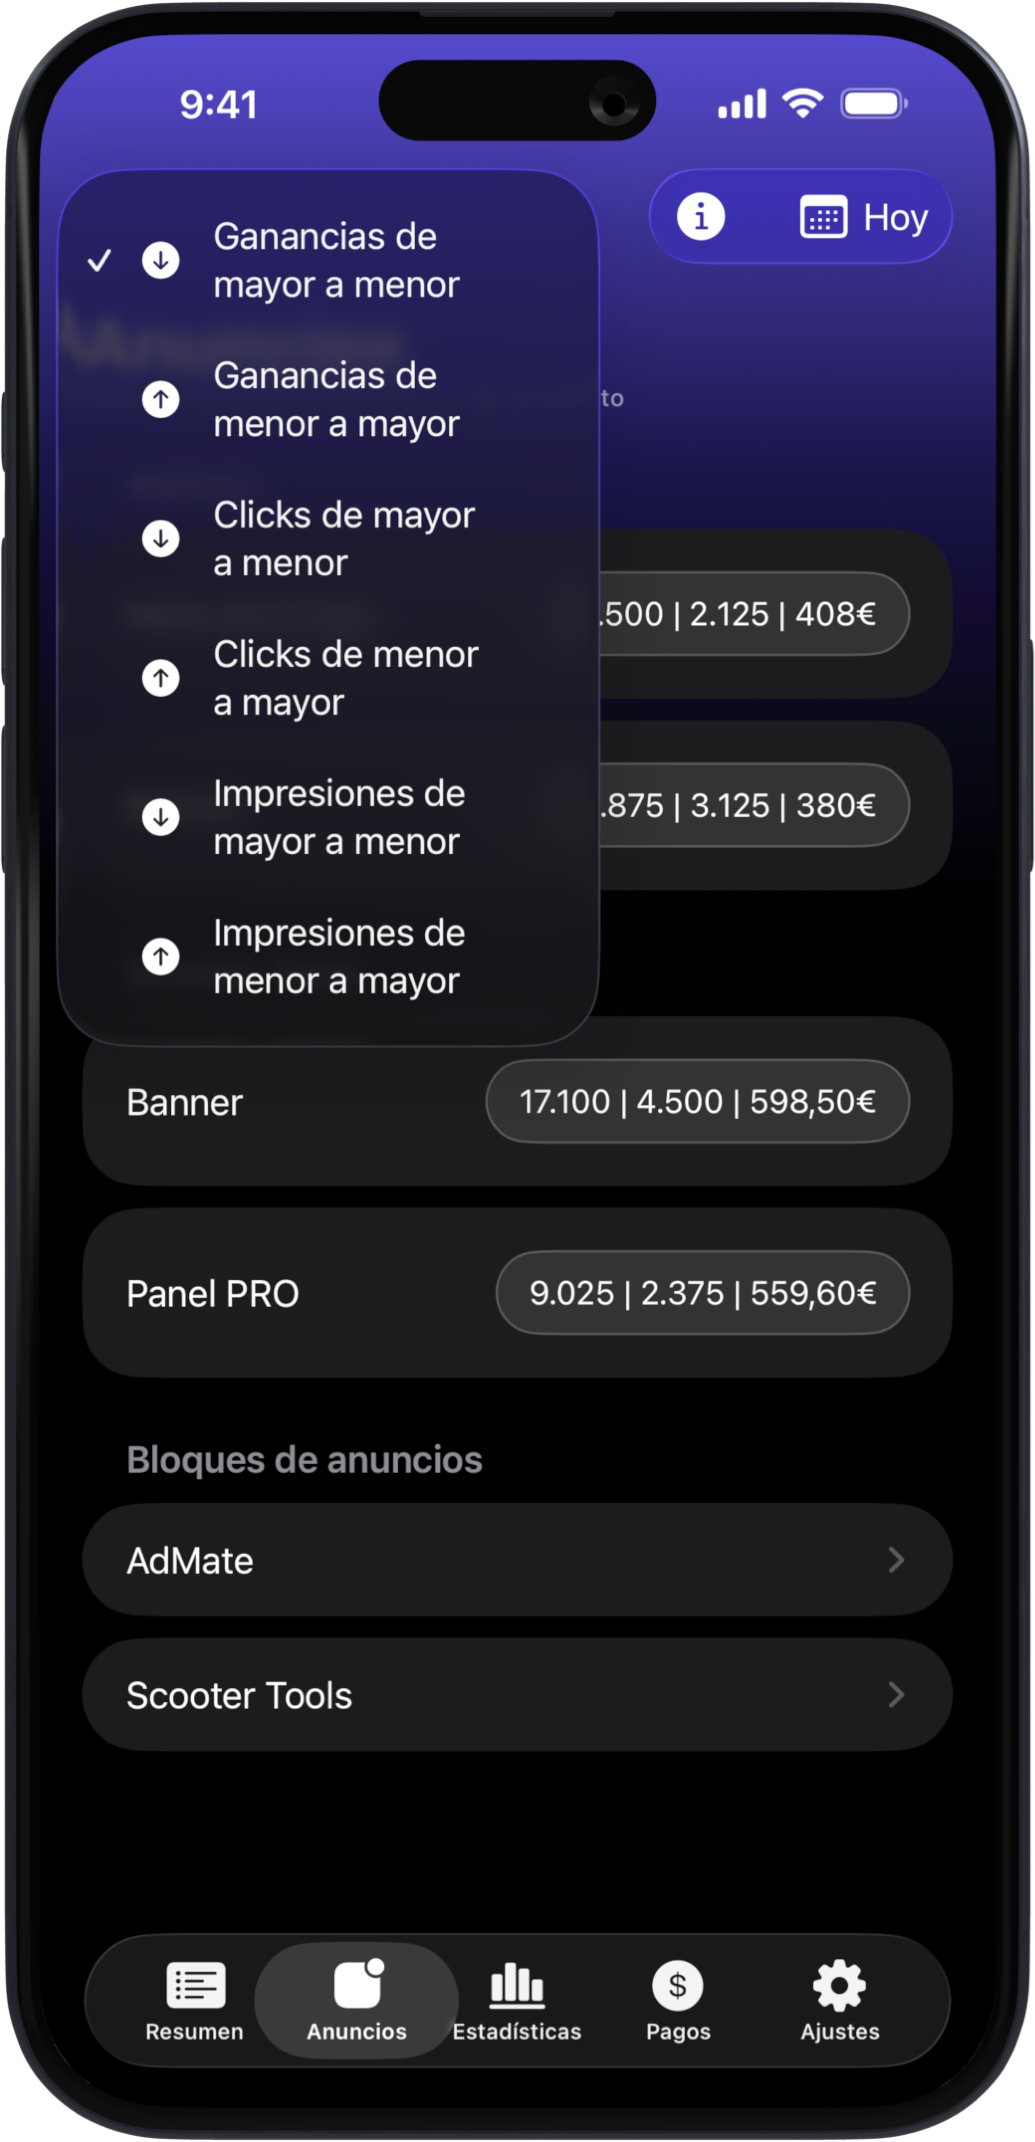 9:41
Hoy
Ganancias de
mayor a menor
Ganancias de
menor a mayor
Clicks de mayor
a menor
Clicks de menor
a mayor
Impresiones de
mayor a menor
Impresiones de
menor a mayor
to
.500 | 2.125 | 408€
.875 | 3.125 | 380€
Banner
17.100 | 4.500 | 598,50€
Panel PRO
9.025 | 2.375 | 559,60€
Bloques de anuncios
AdMate
Scooter Tools
Resumen
Anuncios
Estadísticas
Pagos
Ajustes